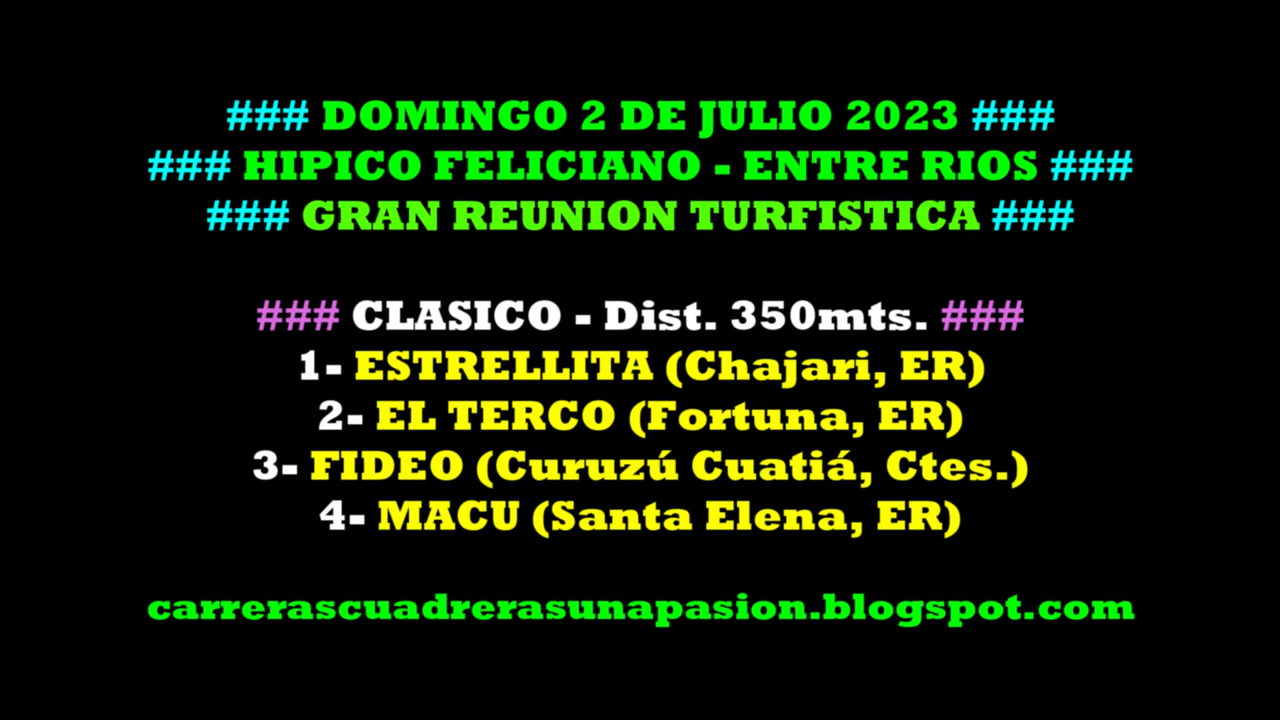 ### DOMINGO 2 DE JULIO 2023 ###
### HIPICO FELICIANO - ENTRE RIOS ###
### GRAN REUNION TURFISTICA ###
### CLASICO - Dist. 350mts. ###
1- ESTRELLITA (Chajari, ER)
2- EL TERCO (Fortuna, ER)
3- FIDEO (Curuzú Cuatiá, Ctes.)
4- MACU (Santa Elena, ER)
carrerascuadrerasunapasion.blogspot.com